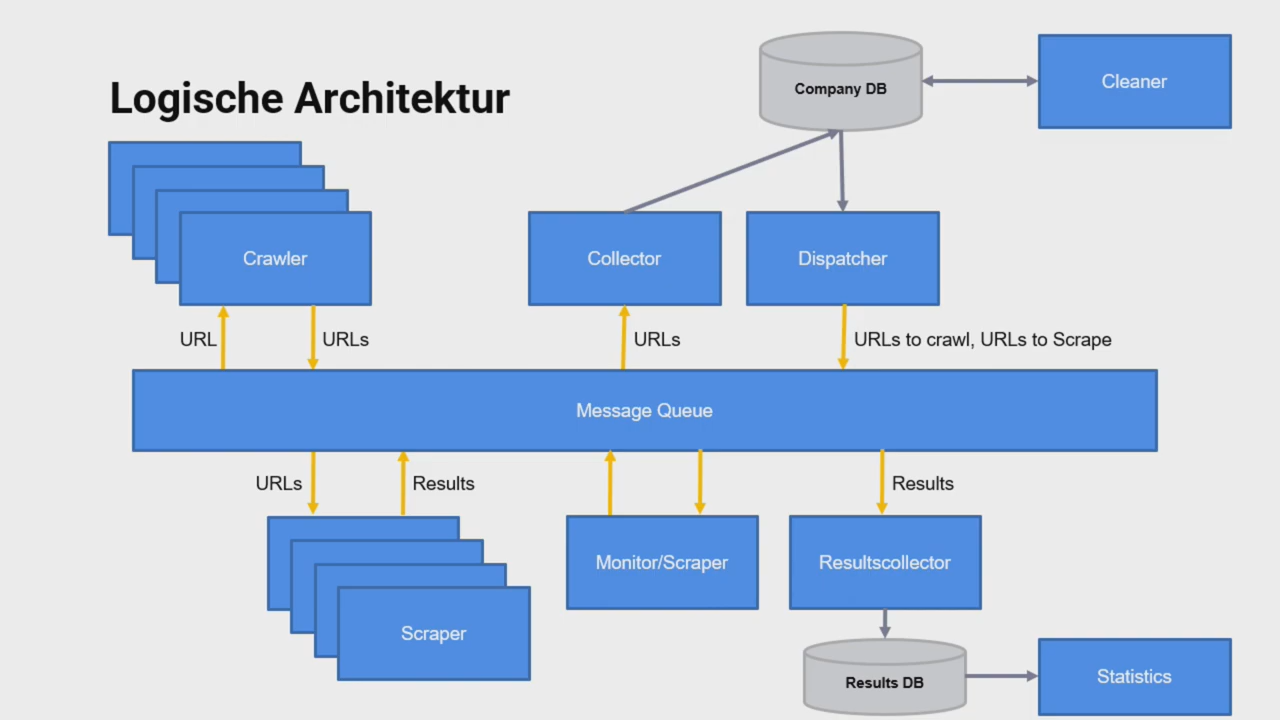 Logische Architektur
Company DB
Cleaner
Crawler
Collector
Dispatcher
URL
URLs
URLs
URLs to crawl, URLs to Scrape
Message Queue
URLs
Results
Results
Monitor/Scraper
Resultscollector
Scraper
Results DB
Statistics